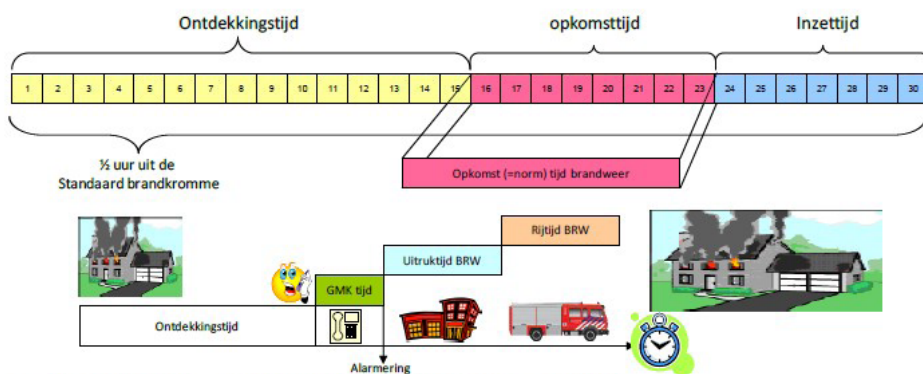 Ontdekkingstijd
opkomsttijd
Inzettijd
1 2 3 4 5 6 7 8 9 10 11 12 13 14 15 16 17 18 19 20 21 22 23 24 25 26 27 28 29 30
½ uur uit de
Standaard brandkromme
Opkomst (=norm) tijd brandweer
Rijtijd BRW
Uitruktijd BRW
GMK tijd
Ontdekkingstijd
Alarmering